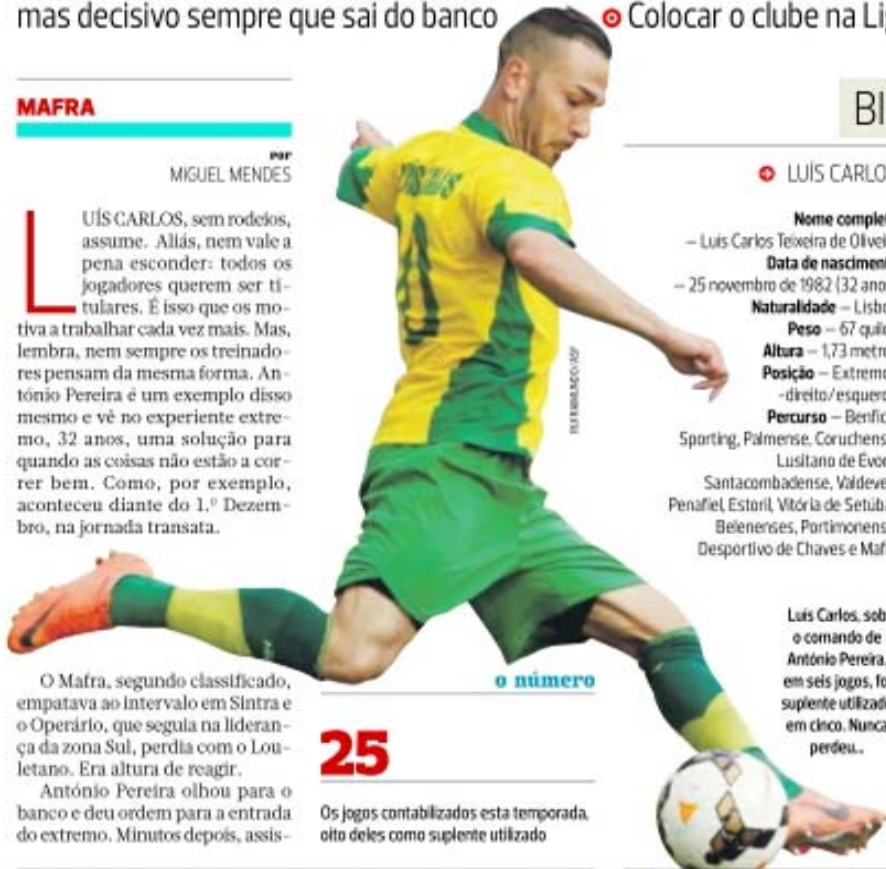 mas decisivo sempre que sai do banco
Colocar o clube na Li
MAFRA
por
MIGUEL MENDES
LUÍS CARLOS, sem rodeios,
assume. Aliás, nem vale a
pena esconder: todos os
jogadores querem ser ti-
tulares. É isso que os mo-
tiva a trabalhar cada vez mais. Mas,
lembra, nem sempre os treinado-
res pensam da mesma forma. An-
tónio Pereira é um exemplo disso
mesmo e vê no experiente extre-
mo, 32 anos, uma solução para
quando as coisas não estão a cor-
rer bem. Como, por exemplo,
aconteceu diante do 1.º Dezem-
bro, na jornada transata.
O Mafra, segundo classificado,
empatava ao intervalo em Sintra e
o Operário, que seguia na lideran-
ça da zona Sul, perdia com o Lou-
letano. Era altura de reagir.
António Pereira olhou para o
banco e deu ordem para a entrada
do extremo. Minutos depois, assis-
10
o número
25
Os jogos contabilizados esta temporada,
oito deles como suplente utilizado
BI
LUÍS CARLO
Nome comple
– Luís Carlos Teixeira de Olivei
Data de nasciment
– 25 novembro de 1982 (32 ano
Naturalidade – Lisbo
Peso – 67 quilo
Altura – 1,73 metro
Posição – Extremo
-direito/esquerd
Percurso – Benfic
Sporting, Palmense, Coruchens
Lusitano de Évor
Santacombadense, Valdeve
Penafiel, Estoril, Vitória de Setúba
Belenenses, Portimonens
Desportivo de Chaves e Maf
Luís Carlos, sob
o comando de
António Pereira,
em seis jogos, fo
suplente utilizado
em cinco. Nunca
perdeu...